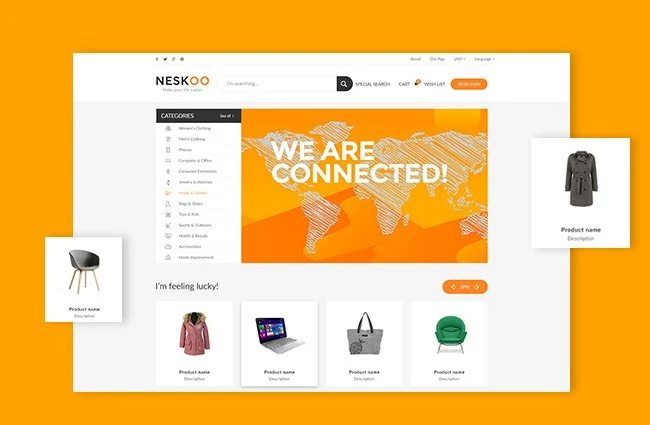 About Our App USD Language
NESKOO
Make your life easier
I'm searching...
SPECIAL SEARCH CART WISH LIST SIGN IN/JOIN
CATEGORIES See all
Women's Clothing
Men's Clothing
Phones
Computer & Office
Consumer Electronics
Jewelry & Watches
Home & Garden
Bags & Shoes
Toys & Kids
Sports & Outdoors
Health & Beauty
Automobiles
Home Improvement
WE ARE
CONNECTED!
Product name
Description
Product name
Description
I'm feeling lucky!
SPIN
Product name
Description
Product name
Description
Product name
Description
Product name
Description